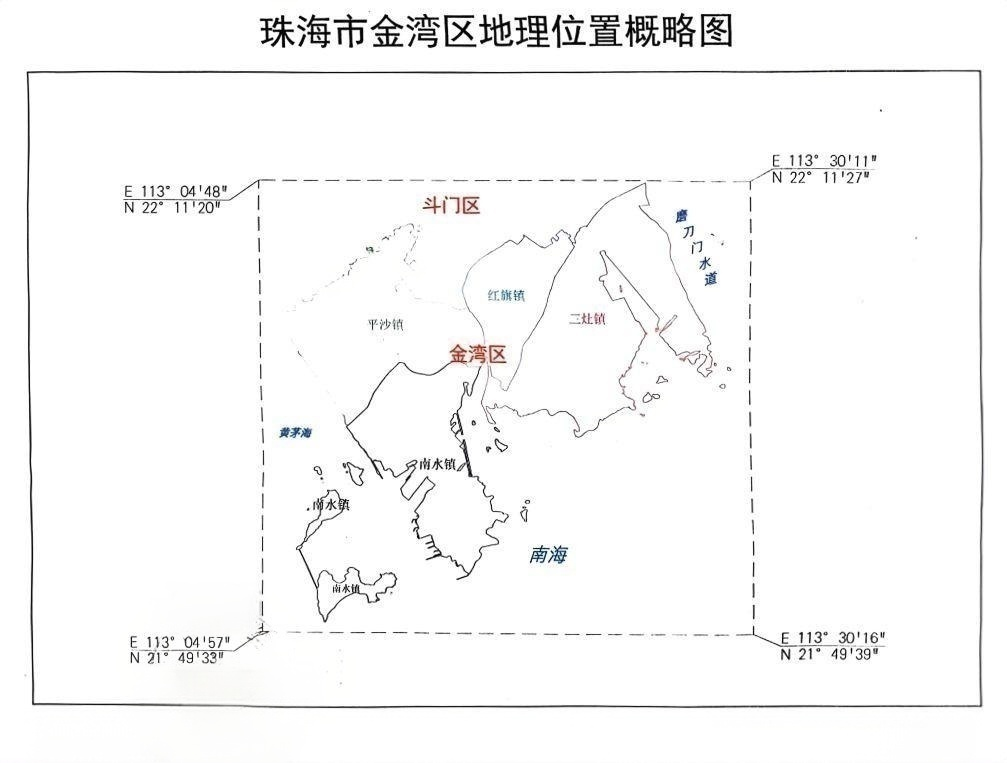 珠海市金湾区地理位置概略图
E 113° 30'11"
N 22° 11'27"
E 113° 04'48"
N 22° 11'20"
斗门区
磨刀门水道
红旗镇
三灶镇
平沙镇
金湾区
黄茅海
南水镇
南水镇
南海
南水镇
E 113° 04'57"
N 21° 49'33"
E 113° 30'16"
N 21° 49'39"